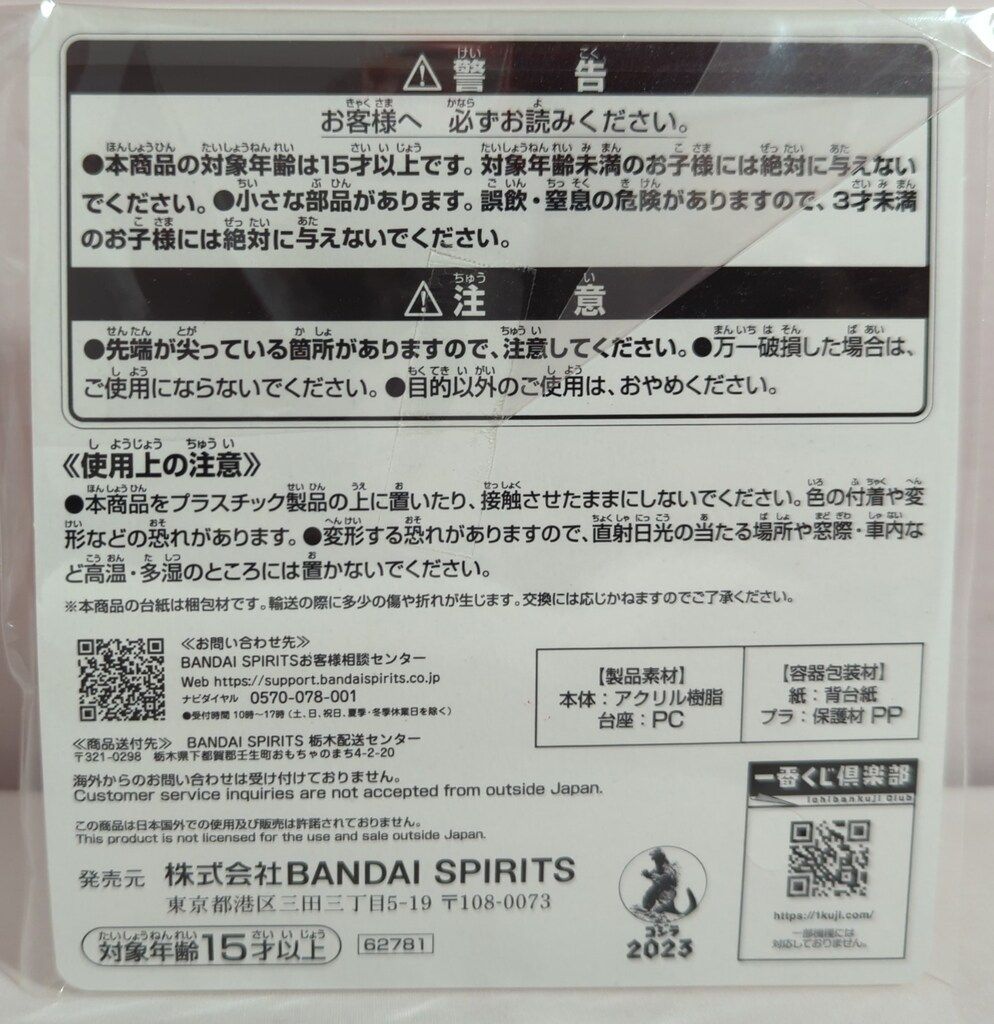 ⚠警告
お客様へ 必ずお読みください。
●本商品の対象年齢は15才以上です。対象年齢未満のお子様には絶対に与えない
でください。●小さな部品があります。誤飲・窒息の危険がありますので、3才未満
のお子様には絶対に与えないでください。
⚠注意
●先端が尖っている箇所がありますので、注意してください。●万一破損した場合は、
ご使用にならないでください。●目的以外のご使用は、おやめください。
《使用上の注意》
●本商品をプラスチック製品の上に置いたり、接触させたままにしないでください。色の付着や変
形などの恐れがあります。●変形する恐れがありますので、直射日光の当たる場所や窓際・車内な
ど高温・多湿のところには置かないでください。
※本商品の台紙は梱包材です。輸送の際に多少の傷や折れが生じます。交換には応じかねますのでご了承ください。
≪お問い合わせ先≫
BANDAI SPIRITSお客様相談センター
Web https://support.bandaispirits.co.jp
ナビダイヤル 0570-078-001
●受付時間 10時〜17時(土、日、祝日、夏季・冬季休業日を除く)
≪商品送付先≫ BANDAI SPIRITS 栃木配送センター
〒321-0298 栃木県下都賀郡壬生町おもちゃのまち4-2-20
【製品素材】
本体:アクリル樹脂
台座:PC
【容器包装材】
紙:背台紙
プラ:保護材 PP
海外からのお問い合わせは受け付けておりません。
Customer service inquiries are not accepted from outside Japan.
この商品は日本国外での使用及び販売は許諾されておりません。
This product is not licensed for the use and sale outside Japan.
発売元 株式会社BANDAI SPIRITS
東京都港区三田三丁目5-19 〒108-0073
対象年齢15才以上
62781
ゴジラ
2023
一番くじ倶楽部
Ichibankuji Club
https://1kuji.com/
一部機種には
対応しておりません。